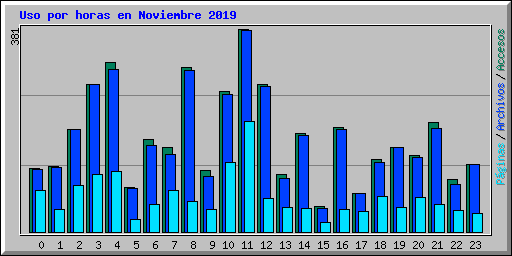 Uso por horas en Noviembre 2019
381
Páginas / Archivos / Accesos
0 1 2 3 4 5 6 7 8 9 10 11 12 13 14 15 16 17 18 19 20 21 22 23